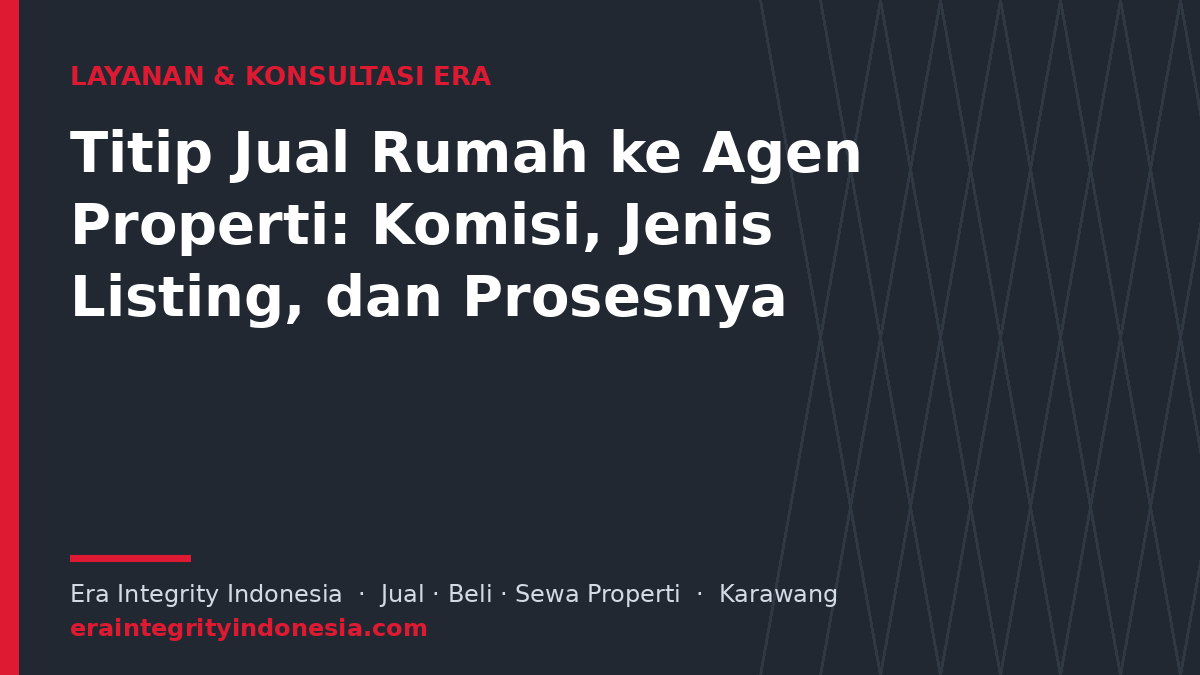 LAYANAN & KONSULTASI ERA
Titip Jual Rumah ke Agen
Properti: Komisi, Jenis
Listing, dan Prosesnya
Era Integrity Indonesia · Jual · Beli · Sewa Properti · Karawang
eraintegrityindonesia.com